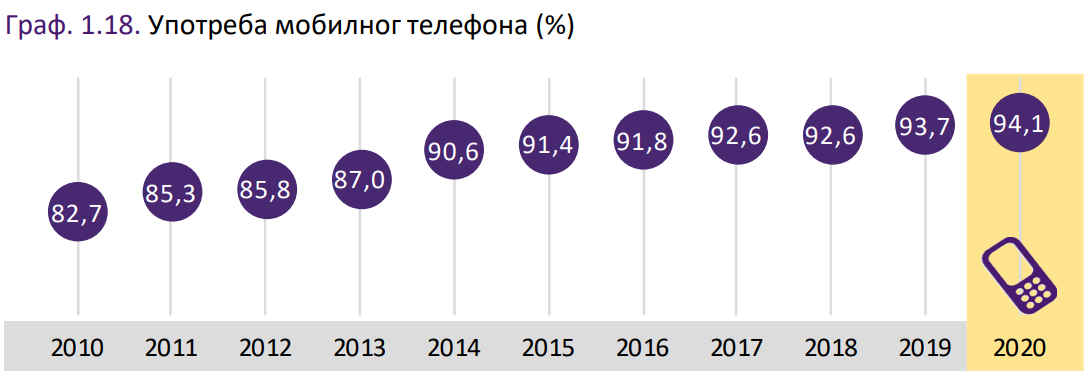 Граф. 1.18. Употреба мобилног телефона (%)
82,7 85,3 85,8 87,0 90,6 91,4 91,8 92,6 92,6 93,7 94,1
2010 2011 2012 2013 2014 2015 2016 2017 2018 2019 2020